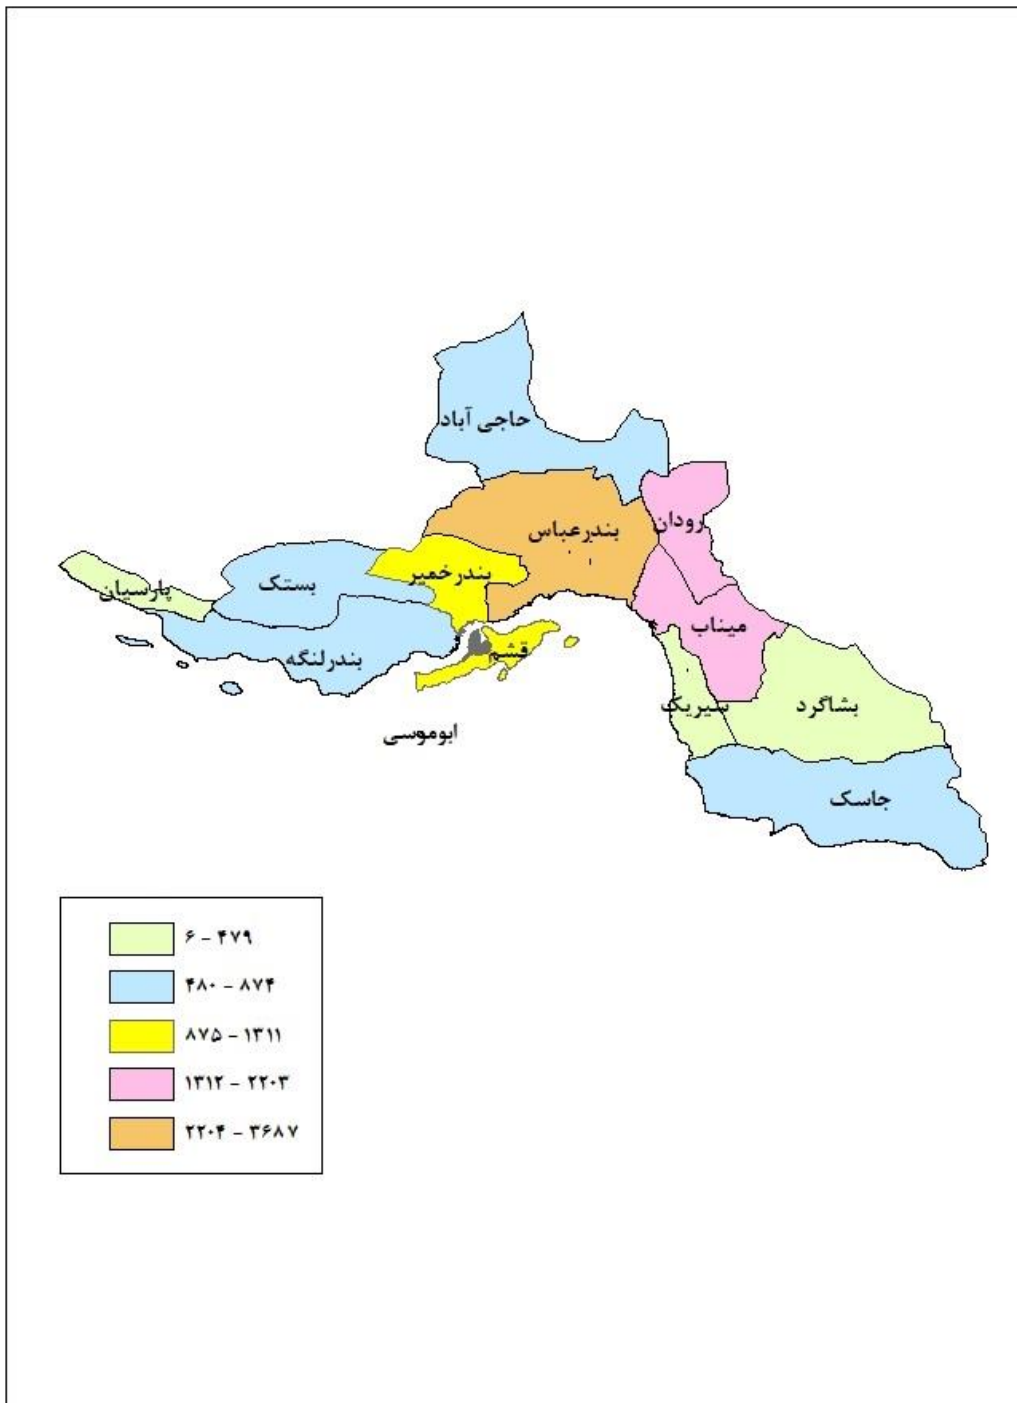 حاجی آباد
رودان
بندرعباس
بندرخمیر
بستک
پارسیان
میناب
قشم
بندرلنگه
سیریک
بشاگرد
ابوموسی
جاسک
۶ - ۴۷۹
۴۸۰ - ۸۷۴
۸۷۵ - ۱۳۱۱
۱۳۱۲ - ۲۲۰۳
۲۲۰۴ - ۳۶۸۷